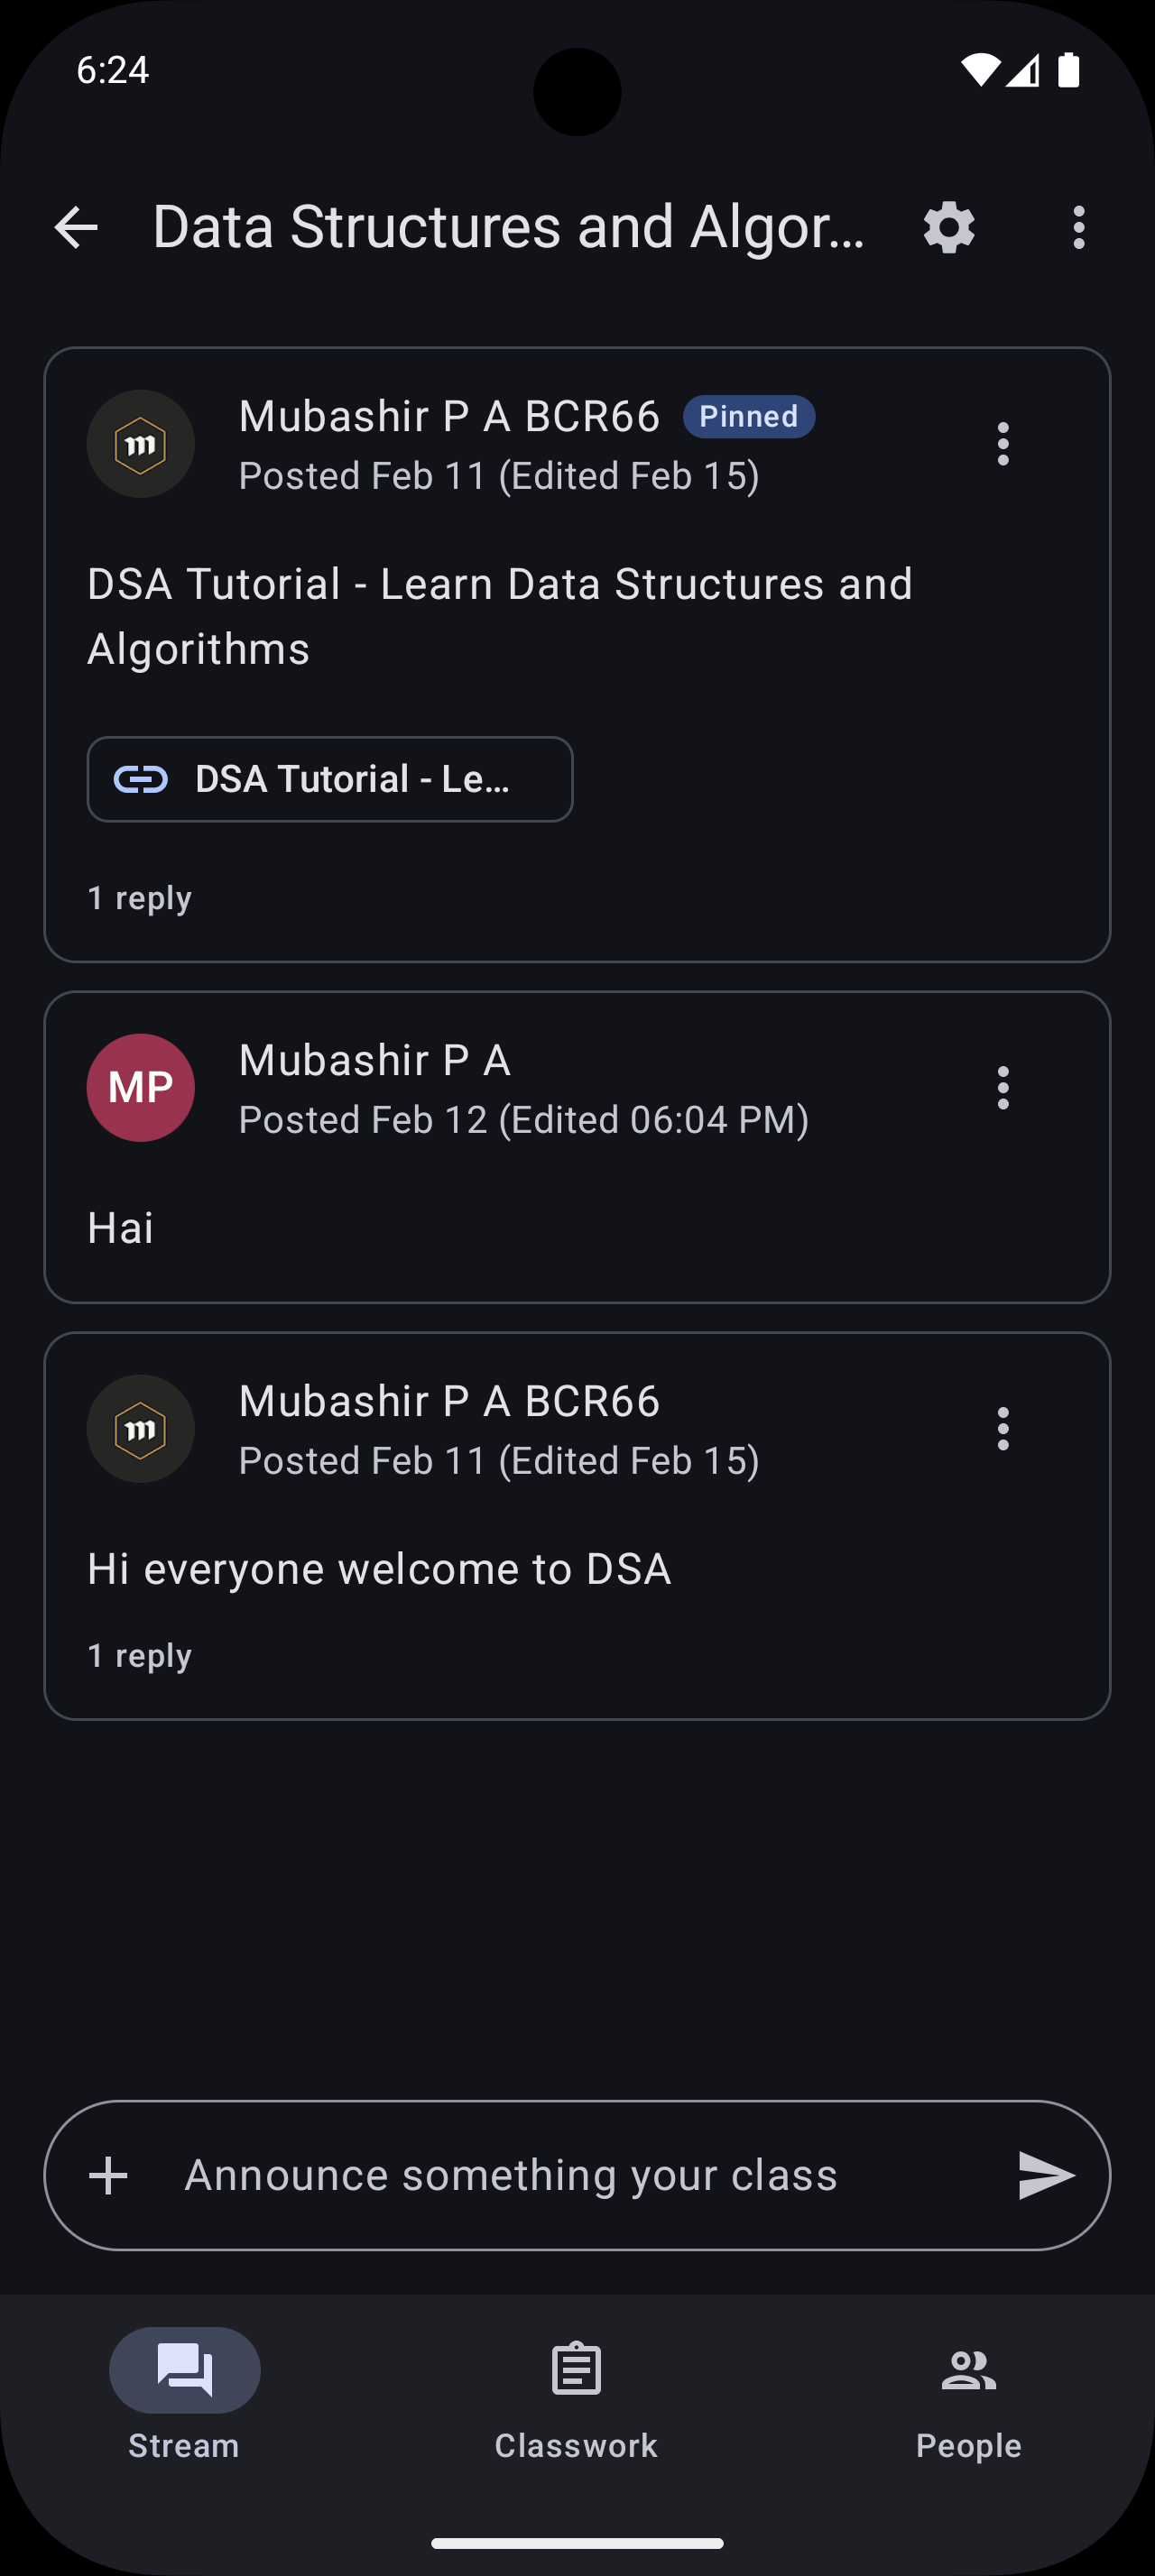 6:24
Data Structures and Algor...
Mubashir P A BCR66 Pinned
Posted Feb 11 (Edited Feb 15)
DSA Tutorial - Learn Data Structures and
Algorithms
DSA Tutorial - Le...
1 reply
MP
Mubashir P A
Posted Feb 12 (Edited 06:04 PM)
Hai
m
Mubashir P A BCR66
Posted Feb 11 (Edited Feb 15)
Hi everyone welcome to DSA
1 reply
Announce something your class
Stream
Classwork
People